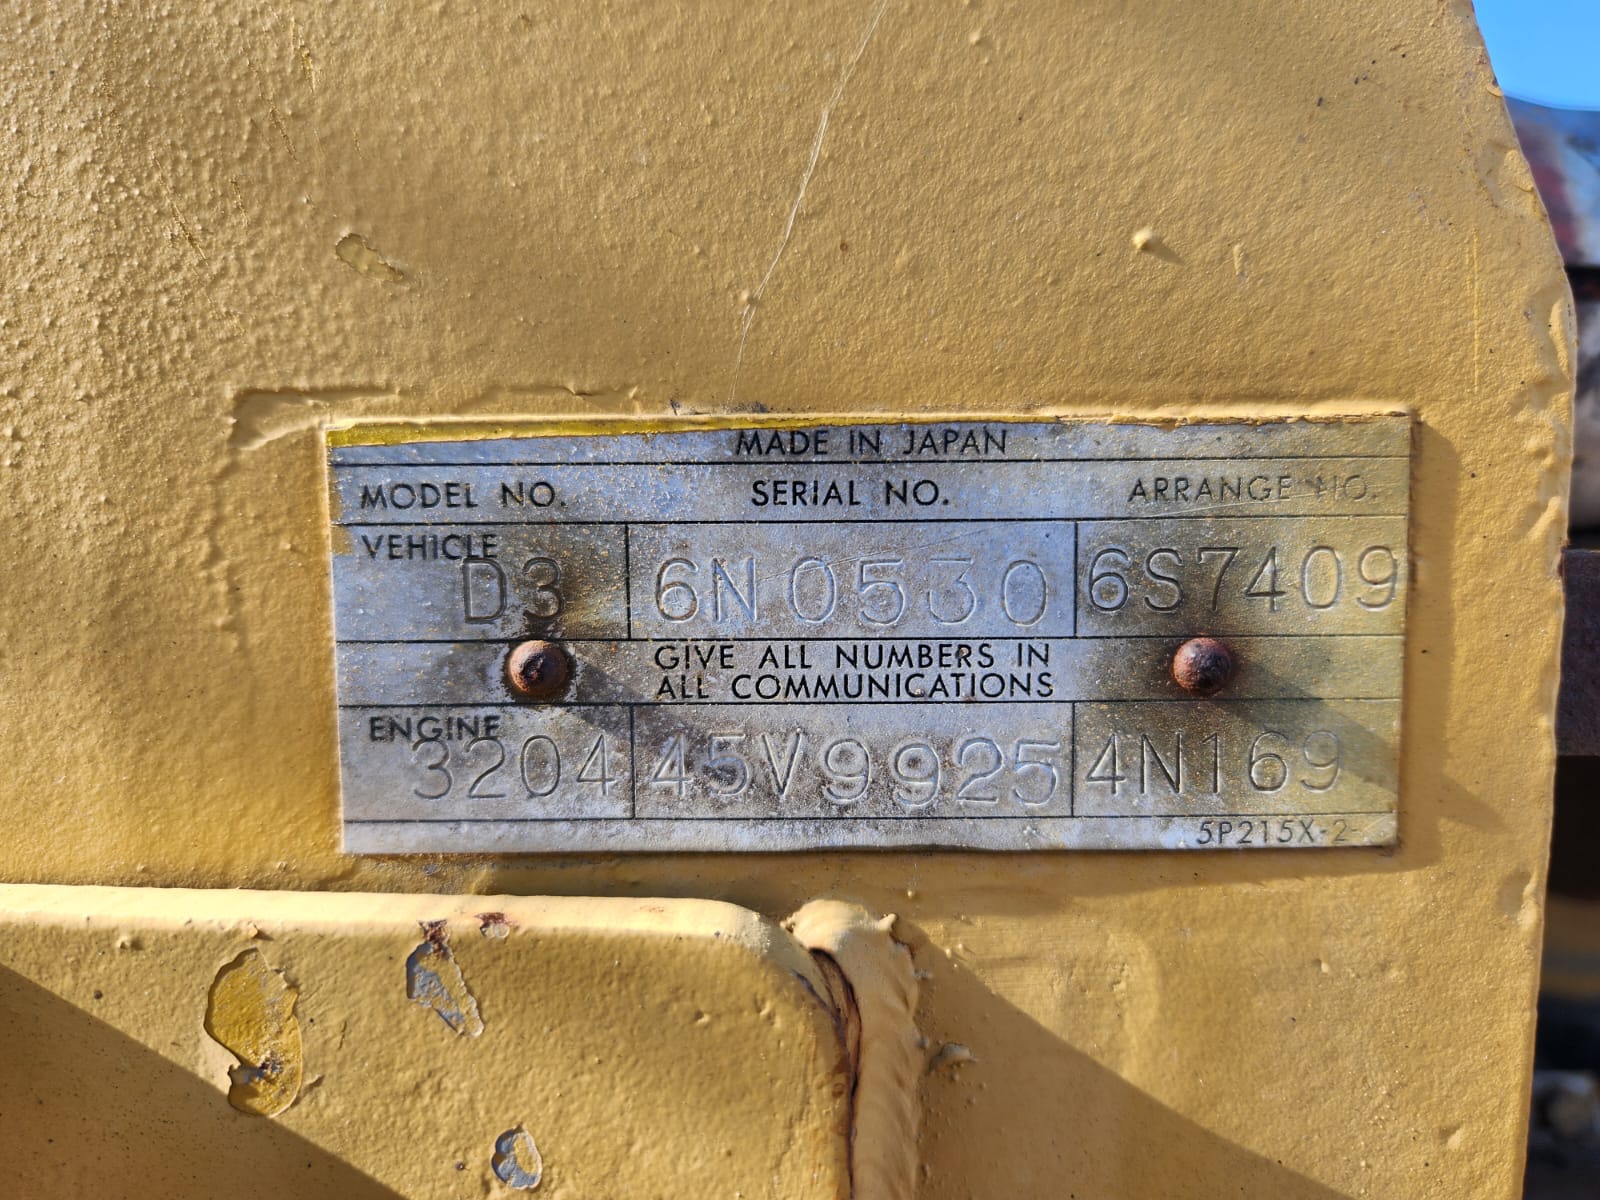 MADE IN JAPAN
MODEL NO. SERIAL NO. ARRANGE NO.
VEHICLE
D3 6N0530 6S7409
GIVE ALL NUMBERS IN
ALL COMMUNICATIONS
ENGINE
3204 45V9925 4N169
5P215X-2